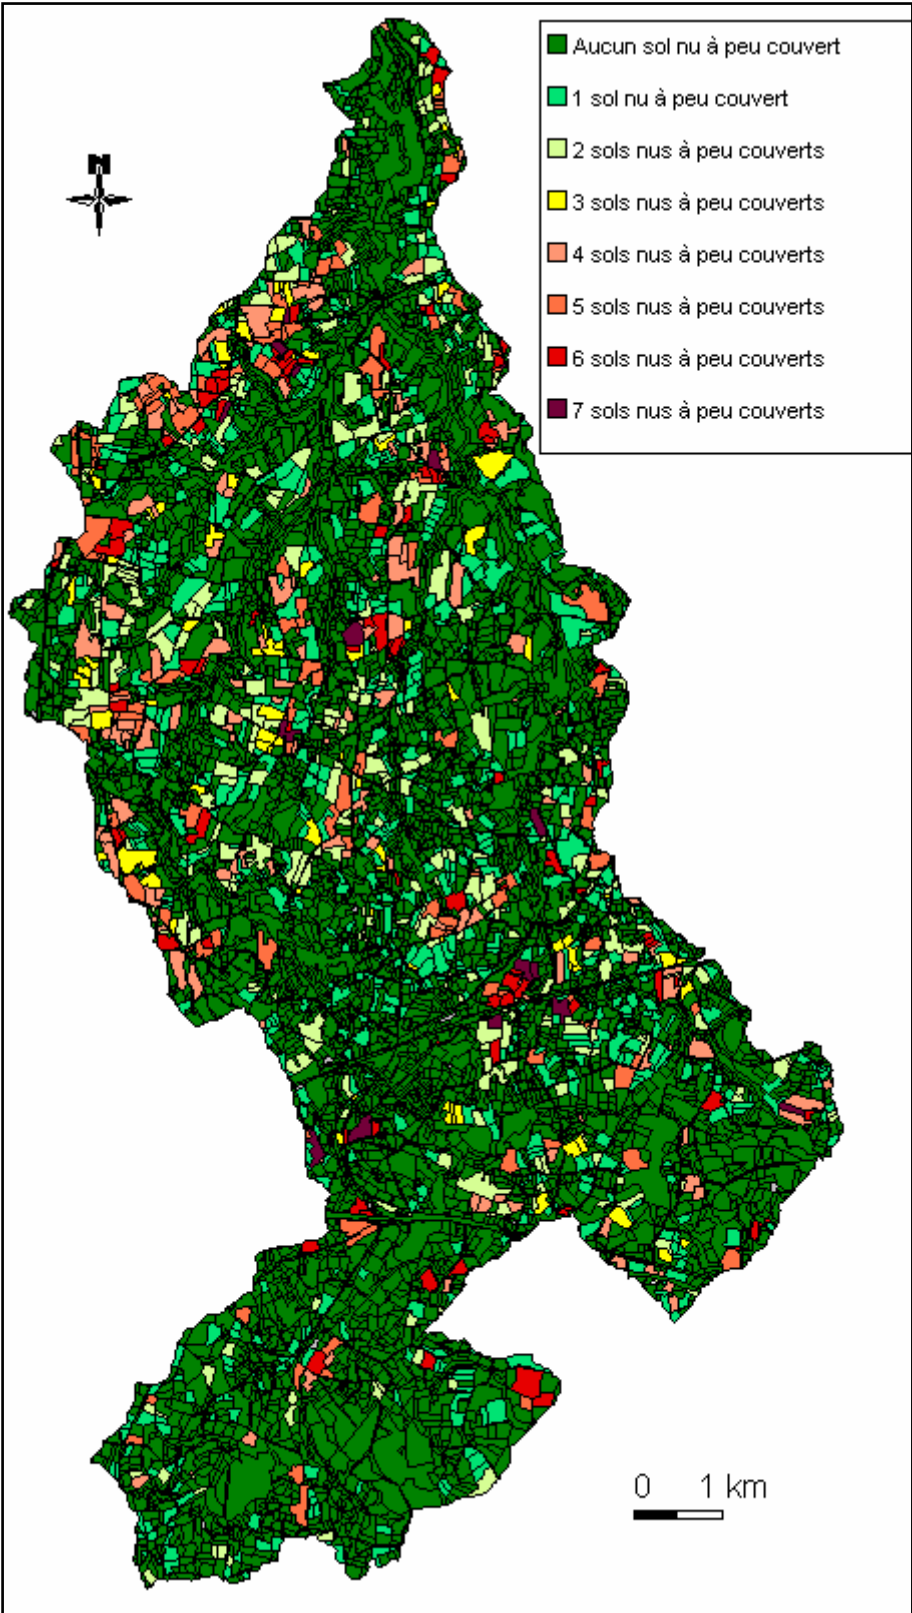 Aucun sol nu à peu couvert
1 sol nu à peu couvert
2 sols nus à peu couverts
N
3 sols nus à peu couverts
4 sols nus à peu couverts
5 sols nus à peu couverts
6 sols nus à peu couverts
7 sols nus à peu couverts
0 1 km